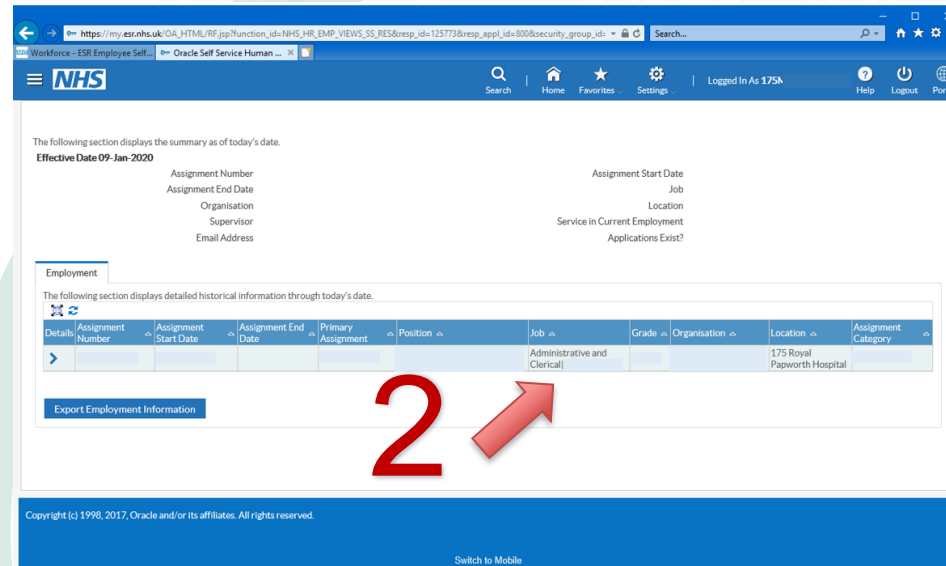 https://my.esr.nhs.uk/OA_HTML/RF.jsp?function_id=NHS_HR_EMP_VIEWS_SS_RES&resp_id=125773&resp_appl_id=800&security_group_id=
Search...
Workforce - ESR Employee Self...
Oracle Self Service Human ...
NHS
Search
Home
Favorites
Settings
Logged In As 175
Help
Logout
The following section displays the summary as of today's date.
Effective Date 09-Jan-2020
Assignment Number
Assignment Start Date
Assignment End Date
Job
Organisation
Location
Supervisor
Service in Current Employment
Email Address
Applications Exist?
Employment
The following section displays detailed historical information through today's date.
Details
Assignment Number
Assignment Start Date
Assignment End Date
Primary Assignment
Position
Job
Grade
Organisation
Location
Assignment Category
Administrative and
Clerical|
175 Royal
Papworth Hospital
Export Employment Information
2
Copyright (c) 1998, 2017, Oracle and/or its affiliates. All rights reserved.
Switch to Mobile